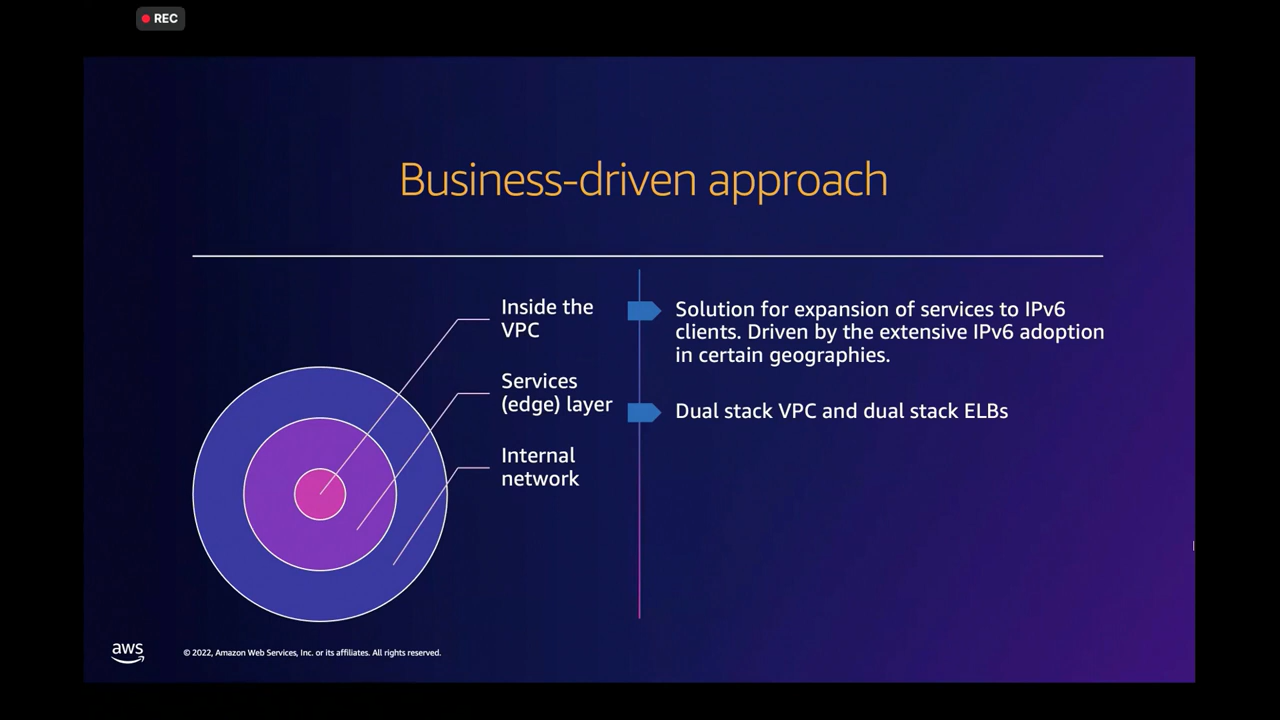 REC
Business-driven approach
Inside the
VPC
Services
(edge) layer
Internal
network
Solution for expansion of services to IPv6
clients. Driven by the extensive IPv6 adoption
in certain geographies.
Dual stack VPC and dual stack ELBs
aws
© 2022, Amazon Web Services, Inc. or its affiliates. All rights reserved.